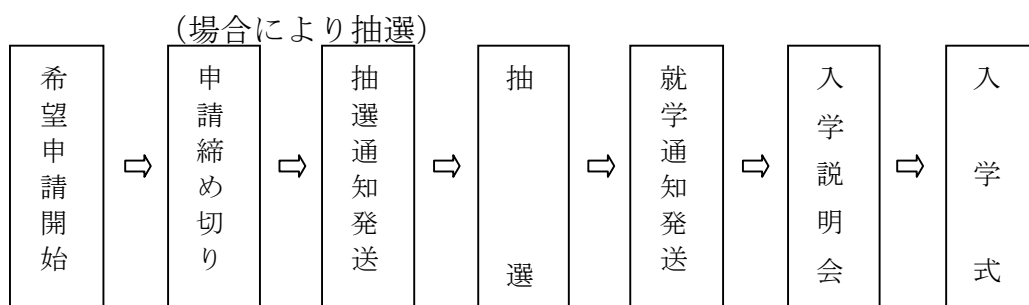 （場合により抽選）
希望申請開始
⇨
申請締め切り
⇨
抽選通知発送
⇨
抽選
⇨
就学通知発送
⇨
入学説明会
⇨
入学式